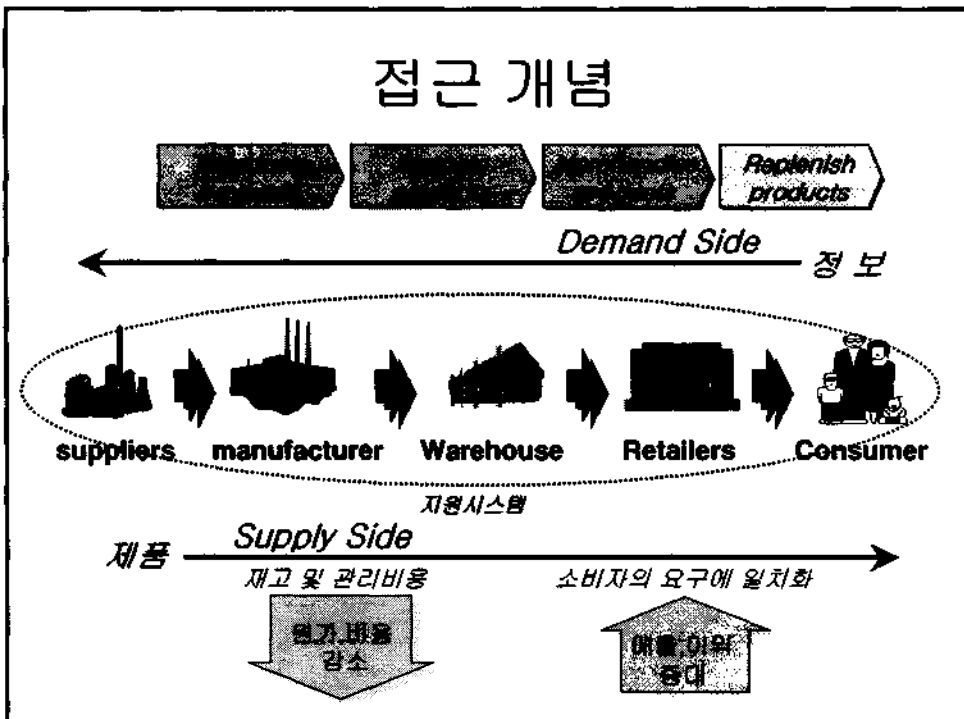 접근 개념
Replenish
products
Demand Side
정 보
suppliers
manufacturer
Warehouse
Retailers
Consumer
지원시스템
제품
Supply Side
재고 및 관리비용
소비자의 요구에 일치화
원가.비용
감소
매출.이익
증대